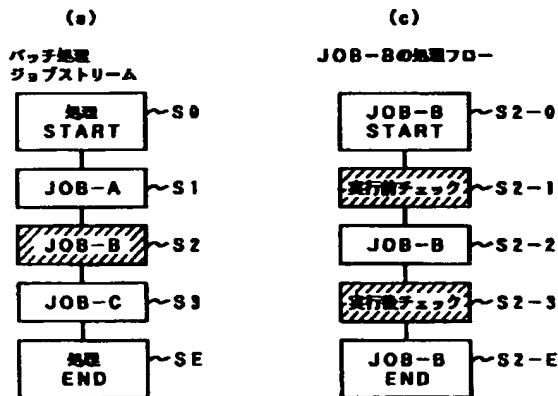 (a)
バッチ処理
ジョブストリーム
処理
START
~S0
JOB-A
~S1
JOB-B
~S2
JOB-C
~S3
処理
END
~SE
(c)
JOB-Bの処理フロー
JOB-B
START
~S2-0
実行前チェック
~S2-1
JOB-B
~S2-2
実行後チェック
~S2-3
JOB-B
END
~S2-E